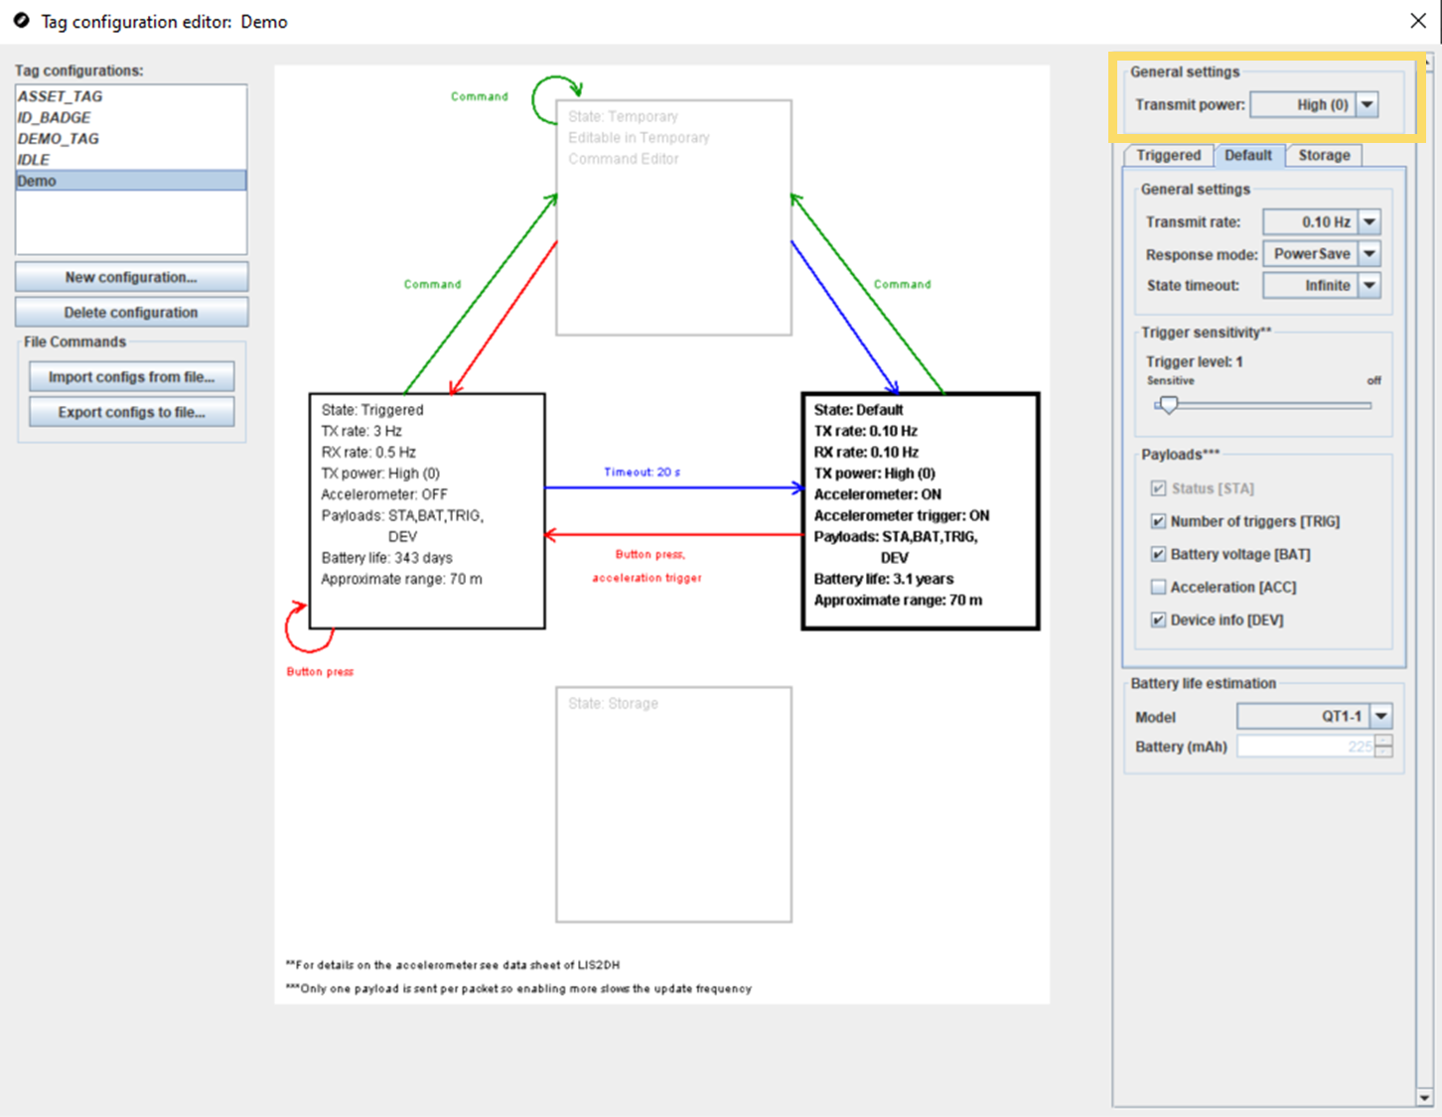 Tag configuration editor: Demo
Tag configurations:
ASSET_TAG
ID_BADGE
DEMO_TAG
IDLE
Demo
New configuration...
Delete configuration
File Commands
Import configs from file...
Export configs to file...
Command
State: Temporary
Editable in Temporary
Command Editor
Command
Command
State: Triggered
TX rate: 3 Hz
RX rate: 0.5 Hz
TX power: High (0)
Accelerometer: OFF
Payloads: STA,BAT,TRIG,
DEV
Battery life: 343 days
Approximate range: 70 m
Timeout: 20 s
Button press,
acceleration trigger
Button press
State: Default
TX rate: 0.10 Hz
RX rate: 0.10 Hz
TX power: High (0)
Accelerometer: ON
Accelerometer trigger: ON
Payloads: STA,BAT,TRIG,
DEV
Battery life: 3.1 years
Approximate range: 70 m
State: Storage
**For details on the accelerometer see data sheet of LIS2DH
***Only one payload is sent per packet so enabling more slows the update frequency
General settings
Transmit power: High (0)
Triggered Default Storage
General settings
Transmit rate: 0.10 Hz
Response mode: PowerSave
State timeout: Infinite
Trigger sensitivity**
Trigger level: 1
Sensitive off
Payloads***
Status [STA]
Number of triggers [TRIG]
Battery voltage [BAT]
Acceleration [ACC]
Device info [DEV]
Battery life estimation
Model QT1-1
Battery (mAh) 225